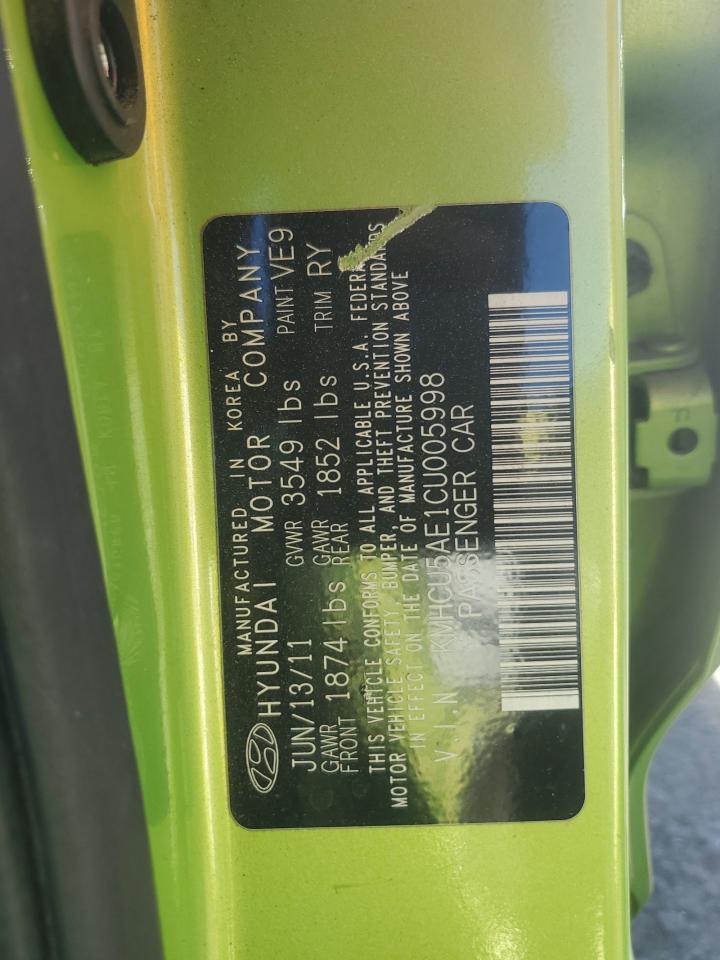 MANUFACTURED IN KOREA BY
HYUNDAI MOTOR COMPANY
JUN/13/11 GVWR 3549 lbs PAINT VE9
GAWR FRONT 1874 lbs GAWR REAR 1852 lbs TRIM RY
THIS VEHICLE CONFORMS TO ALL APPLICABLE U.S.A. FEDERAL
MOTOR VEHICLE SAFETY, BUMPER, AND THEFT PREVENTION STANDARDS
IN EFFECT ON THE DATE OF MANUFACTURE SHOWN ABOVE
V.I.N KMHCU5AE1CU005998
PASSENGER CAR
F